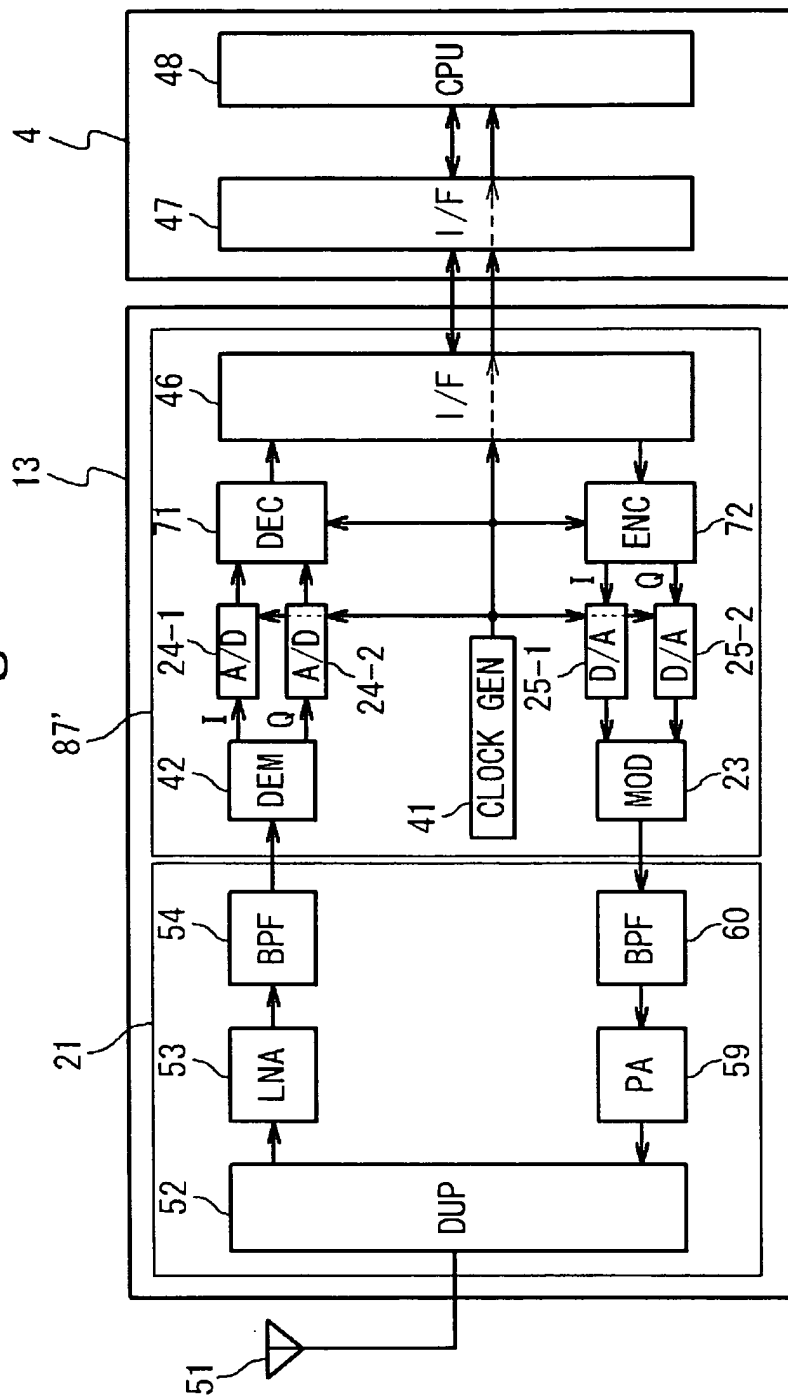 4
48
CPU
47
I/F
13
46
I/F
71
DEC
ENC
72
I
Q
24-1
A/D
A/D
24-2
25-1
D/A
D/A
25-2
87'
I
Q
42
DEM
41
CLOCK GEN
MOD
23
21
54
BPF
BPF
60
53
LNA
PA
59
52
DUP
51